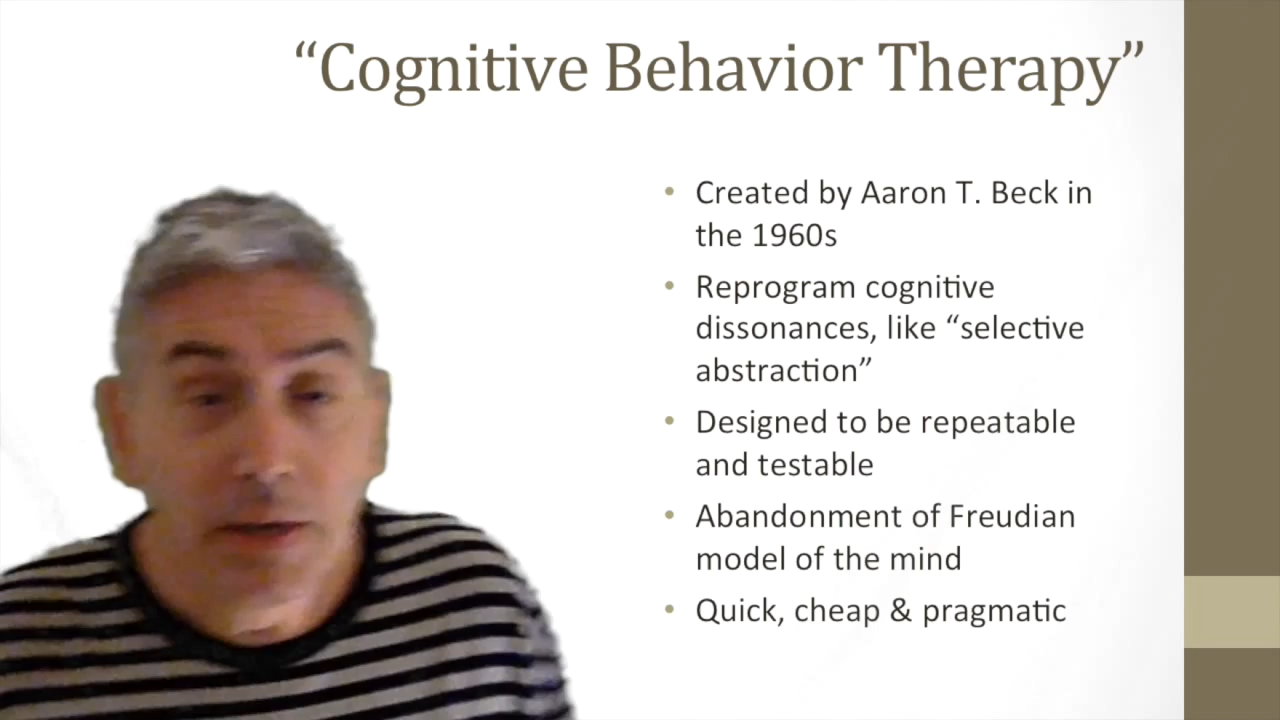 “Cognitive Behavior Therapy”
• Created by Aaron T. Beck in
the 1960s
• Reprogram cognitive
dissonances, like “selective
abstraction”
• Designed to be repeatable
and testable
• Abandonment of Freudian
model of the mind
• Quick, cheap & pragmatic